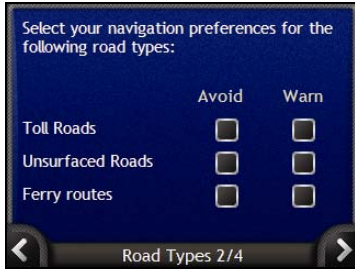 Select your navigation preferences for the
following road types:
Avoid Warn
Toll Roads
Unsurfaced Roads
Ferry routes
Road Types 2/4